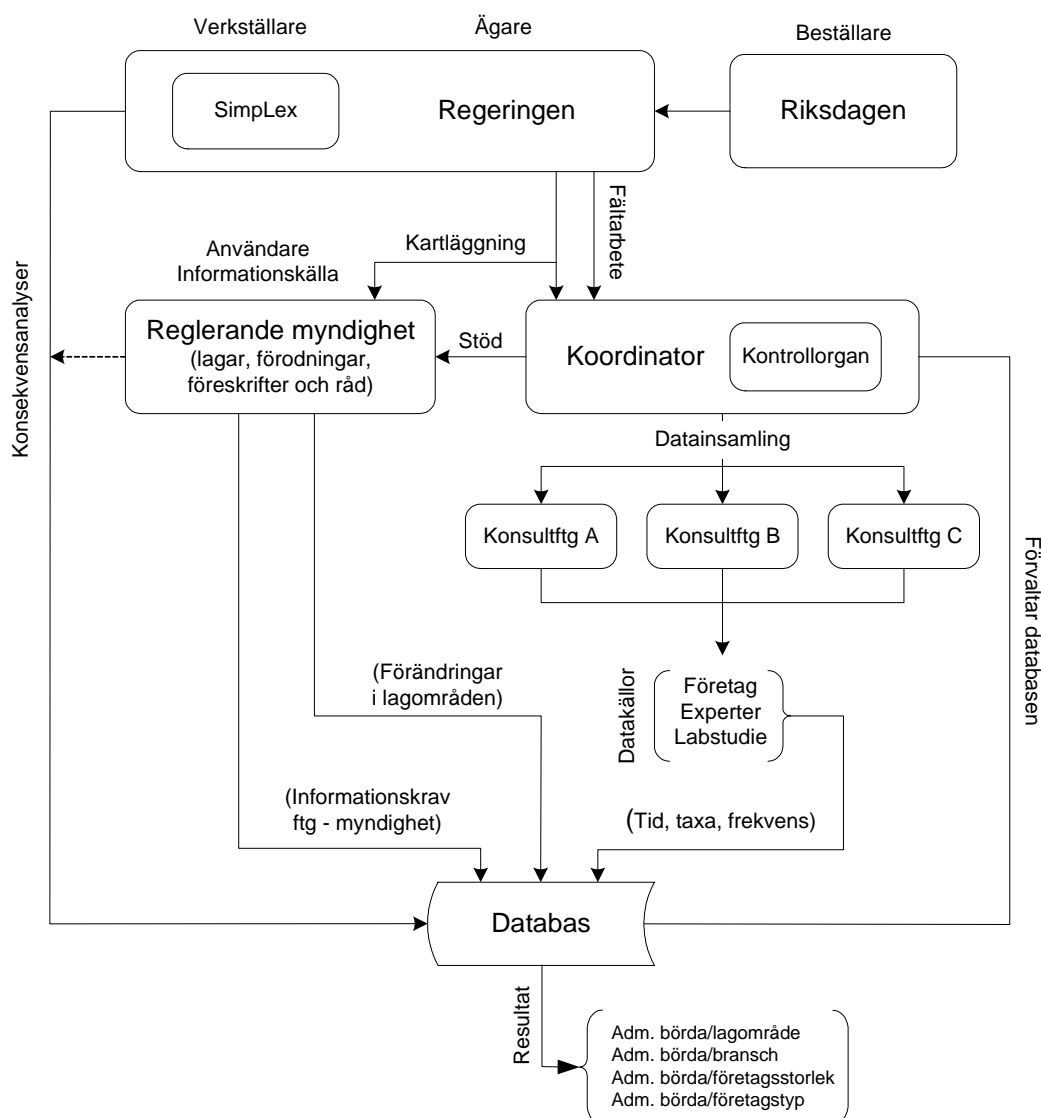 Verkställare
Ägare
Beställare
SimpLex
Regeringen
Riksdagen
Fältarbete
Kartläggning
Användare
Informationskälla
Konsekvensanalyser
Reglerande myndighet
(lagar, förodningar,
föreskrifter och råd)
Stöd
Koordinator
Kontrollorgan
Datainsamling
Konsultftg A
Konsultftg B
Konsultftg C
Förvaltar databasen
(Förändringar
i lagområden)
Datakällor
Företag
Experter
Labstudie
(Informationskrav
ftg - myndighet)
(Tid, taxa, frekvens)
Databas
Resultat
Adm. börda/lagområde
Adm. börda/bransch
Adm. börda/företagsstorlek
Adm. börda/företagstyp